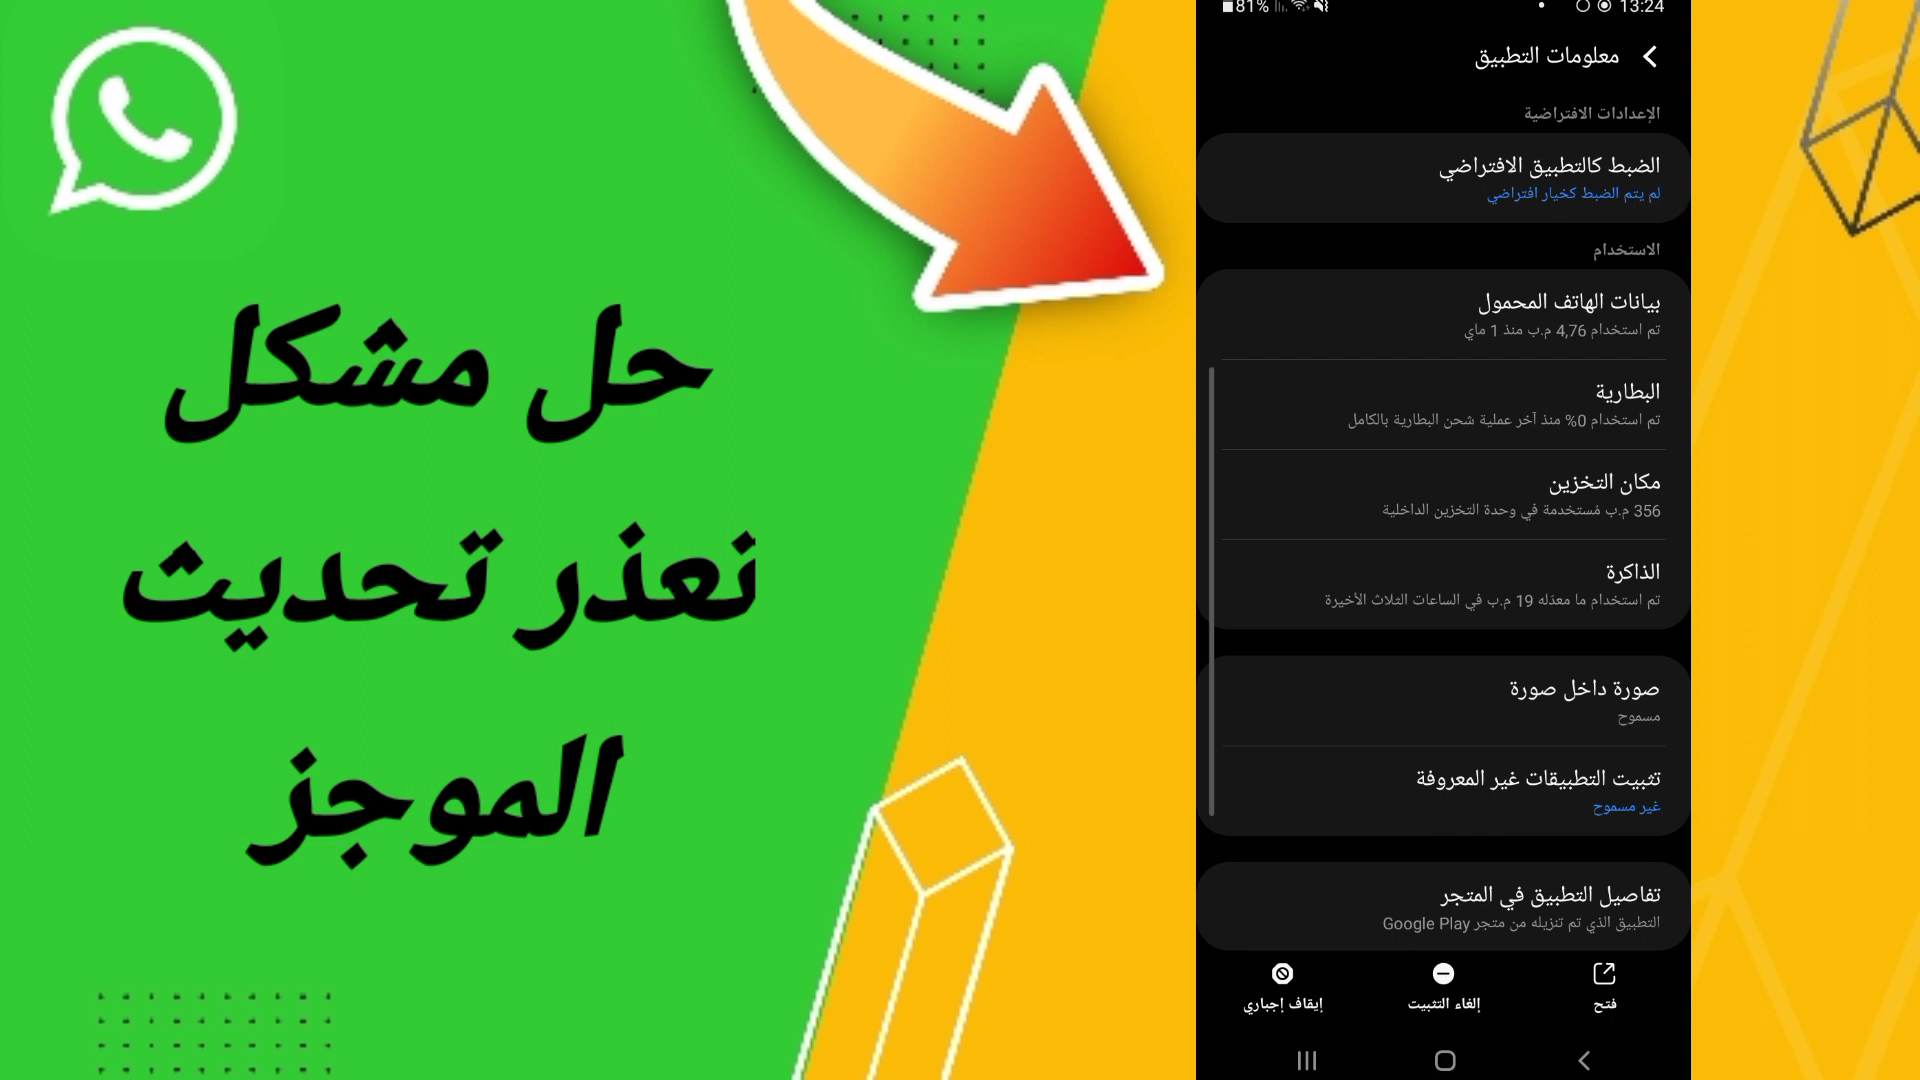 حل مشكل
نعذر تحديث
الموجز
81%
13:24
معلومات التطبيق
الإعدادات الافتراضية
الضبط كالتطبيق الافتراضي
لم يتم الضبط كخيار افتراضي
الاستخدام
بيانات الهاتف المحمول
تم استخدام 4,76 م.ب منذ 1 ماي
البطارية
تم استخدام 0% منذ آخر عملية شحن البطارية بالكامل
مكان التخزين
356 م.ب مُستخدمة في وحدة التخزين الداخلية
الذاكرة
تم استخدام ما معدّله 19 م.ب في الساعات الثلاث الأخيرة
صورة داخل صورة
مسموح
تثبيت التطبيقات غير المعروفة
غير مسموح
تفاصيل التطبيق في المتجر
التطبيق الذي تم تنزيله من متجر Google Play
فتح
إلغاء التثبيت
إيقاف إجباري